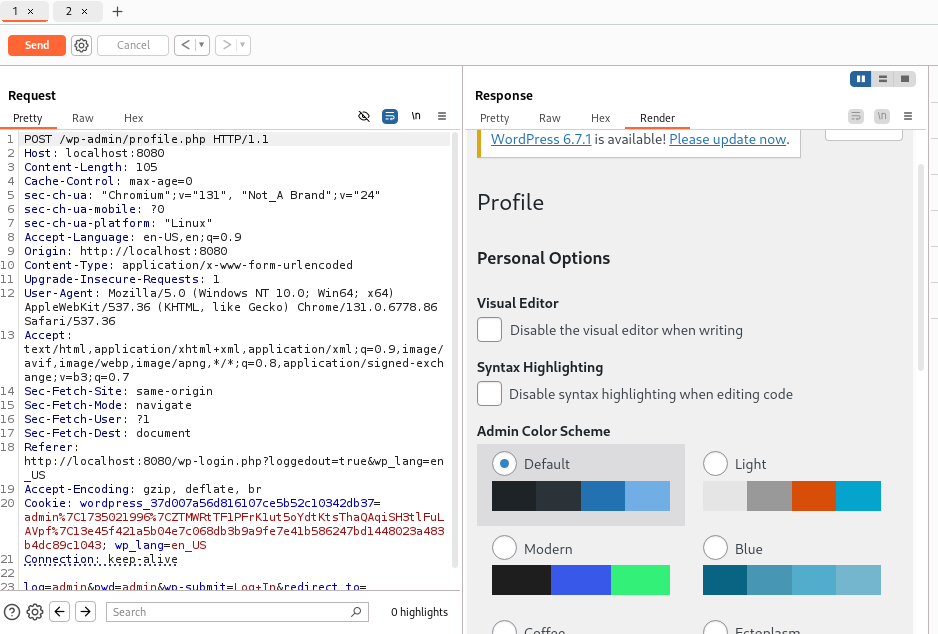 1 × 2 × +
Send Cancel < >
Request
Pretty Raw Hex \n
1 POST /wp-admin/profile.php HTTP/1.1
2 Host: localhost:8080
3 Content-Length: 105
4 Cache-Control: max-age=0
5 sec-ch-ua: "Chromium";v="131", "Not_A Brand";v="24"
6 sec-ch-ua-mobile: ?0
7 sec-ch-ua-platform: "Linux"
8 Accept-Language: en-US,en;q=0.9
9 Origin: http://localhost:8080
10 Content-Type: application/x-www-form-urlencoded
11 Upgrade-Insecure-Requests: 1
12 User-Agent: Mozilla/5.0 (Windows NT 10.0; Win64; x64)
AppleWebKit/537.36 (KHTML, like Gecko) Chrome/131.0.6778.86
Safari/537.36
13 Accept:
text/html,application/xhtml+xml,application/xml;q=0.9,image/
avif,image/webp,image/apng,*/*;q=0.8,application/signed-exch
ange;v=b3;q=0.7
14 Sec-Fetch-Site: same-origin
15 Sec-Fetch-Mode: navigate
16 Sec-Fetch-User: ?1
17 Sec-Fetch-Dest: document
18 Referer:
http://localhost:8080/wp-login.php?loggedout=true&wp_lang=en
_US
19 Accept-Encoding: gzip, deflate, br
20 Cookie: wordpress_37d007a56d816107ce5b52c10342db37=
admin%7C1735021996%7CZTMWRtTF1PFrK1ut5oYdtKtsThaQAqiSH3tlFuL
AVpf%7C13e45f421a5b04e7c068db3b9a9fe7e41b586247bd1448023a483
b4dc89c1043; wp_lang=en_US
21 Connection: keep-alive
22
23 log=admin&pwd=admin&wp-submit=Log+In&redirect_to=
Search 0 highlights
Response
Pretty Raw Hex Render \n
WordPress 6.7.1 is available! Please update now.
Profile
Personal Options
Visual Editor
Disable the visual editor when writing
Syntax Highlighting
Disable syntax highlighting when editing code
Admin Color Scheme
Default Light
Modern Blue
Coffee Ectoplasm